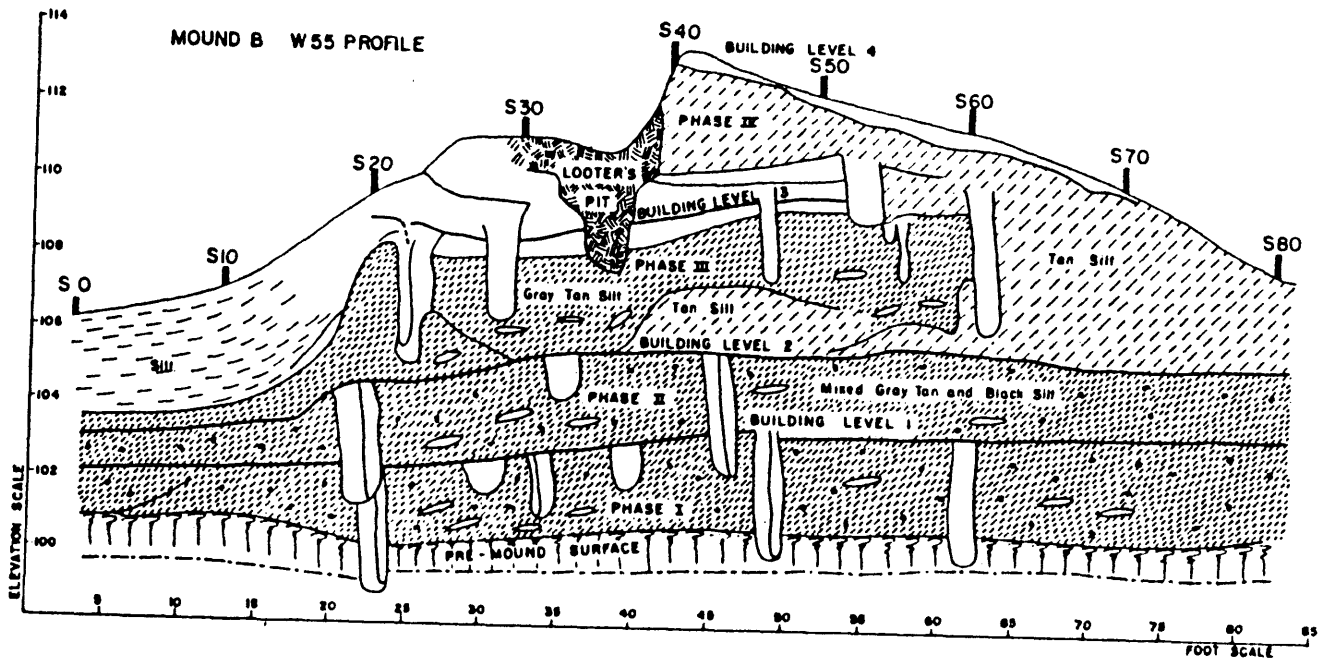 MOUND B W55 PROFILE
114
112
110
108
106
104
102
100
ELEVATION SCALE
S 0
S10
S20
S30
S40
S50
S60
S70
S80
BUILDING LEVEL 4
PHASE IV
LOOTER'S
PIT
BUILDING LEVEL 3
PHASE III
Gray Tan Silt
Tan Silt
Tan Silt
Silt
BUILDING LEVEL 2
Mixed Gray Tan and Black Silt
PHASE II
BUILDING LEVEL 1
PHASE I
PRE-MOUND SURFACE
5 10 15 20 25 30 35 40 45 50 55 60 65 70 75 80 85
FOOT SCALE